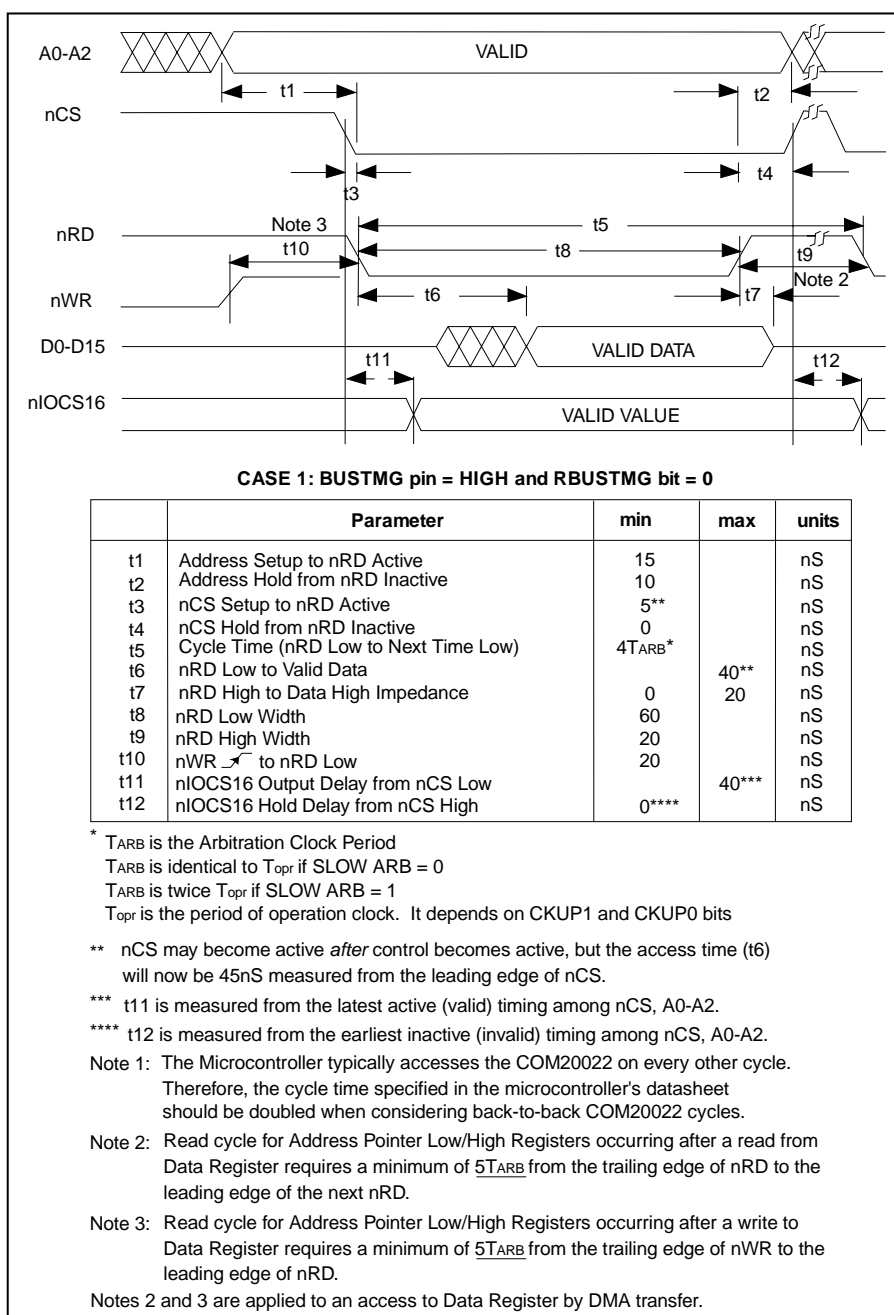 A0-A2 VALID
t1 t2
nCS
t3 t4
nRD Note 3 t5
t10 t8 t9
nWR t6 t7 Note 2
D0-D15 VALID DATA
t11 t12
nIOCS16 VALID VALUE
CASE 1: BUSTMG pin = HIGH and RBUSTMG bit = 0
Parameter min max units
t1 Address Setup to nRD Active 15 nS
t2 Address Hold from nRD Inactive 10 nS
t3 nCS Setup to nRD Active 5** nS
t4 nCS Hold from nRD Inactive 0 nS
t5 Cycle Time (nRD Low to Next Time Low) 4TARB* nS
t6 nRD Low to Valid Data 40** nS
t7 nRD High to Data High Impedance 0 20 nS
t8 nRD Low Width 60 nS
t9 nRD High Width 20 nS
t10 nWR to nRD Low 20 nS
t11 nIOCS16 Output Delay from nCS Low 40*** nS
t12 nIOCS16 Hold Delay from nCS High 0**** nS
* TARB is the Arbitration Clock Period
TARB is identical to Topr if SLOW ARB = 0
TARB is twice Topr if SLOW ARB = 1
Topr is the period of operation clock. It depends on CKUP1 and CKUP0 bits
** nCS may become active after control becomes active, but the access time (t6)
will now be 45nS measured from the leading edge of nCS.
*** t11 is measured from the latest active (valid) timing among nCS, A0-A2.
**** t12 is measured from the earliest inactive (invalid) timing among nCS, A0-A2.
Note 1: The Microcontroller typically accesses the COM20022 on every other cycle.
Therefore, the cycle time specified in the microcontroller's datasheet
should be doubled when considering back-to-back COM20022 cycles.
Note 2: Read cycle for Address Pointer Low/High Registers occurring after a read from
Data Register requires a minimum of 5TARB from the trailing edge of nRD to the
leading edge of the next nRD.
Note 3: Read cycle for Address Pointer Low/High Registers occurring after a write to
Data Register requires a minimum of 5TARB from the trailing edge of nWR to the
leading edge of nRD.
Notes 2 and 3 are applied to an access to Data Register by DMA transfer.